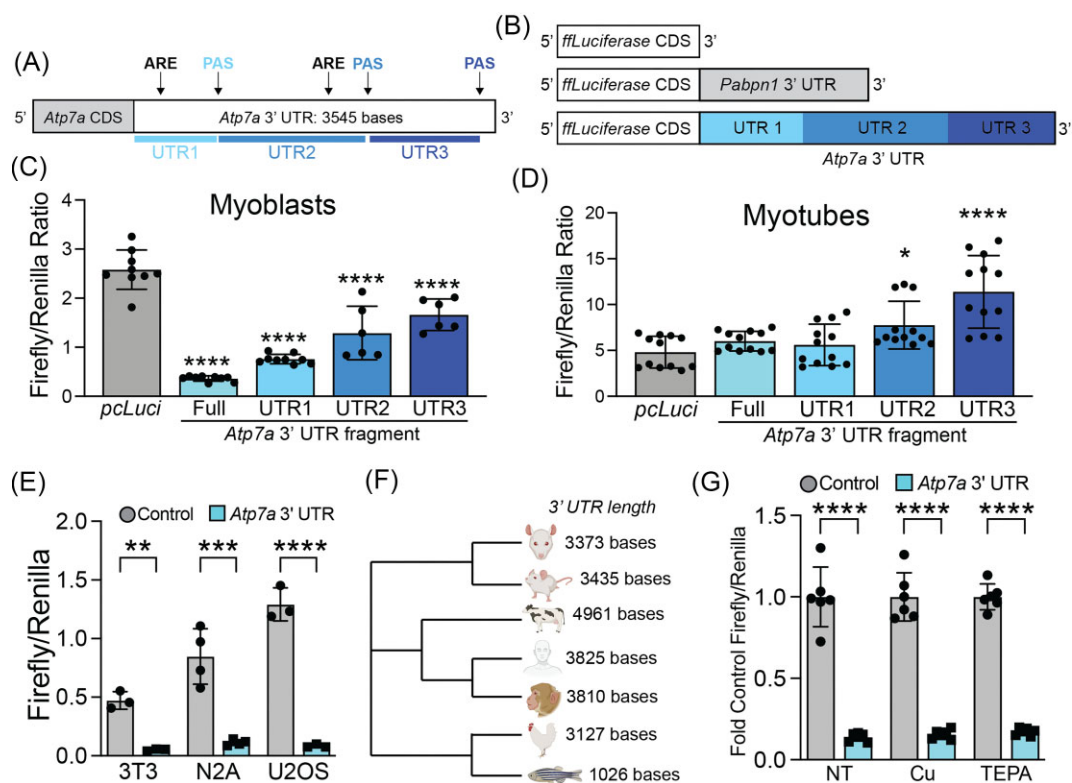 (A)
ARE PAS ARE PAS PAS
5' Atp7a CDS Atp7a 3' UTR: 3545 bases 3'
UTR1 UTR2 UTR3
(B)
5' ffLuciferase CDS 3'
5' ffLuciferase CDS Pabpn1 3' UTR 3'
5' ffLuciferase CDS UTR 1 UTR 2 UTR 3 3'
Atp7a 3' UTR
(C)
Myoblasts
Firefly/Renilla Ratio
4
3
2
1
0
**** **** **** ****
pcLuci Full UTR1 UTR2 UTR3
Atp7a 3' UTR fragment
(D)
Myotubes
Firefly/Renilla Ratio
20
15
10
5
0
* ****
pcLuci Full UTR1 UTR2 UTR3
Atp7a 3' UTR fragment
(E)
Control Atp7a 3' UTR
Firefly/Renilla
2.0
1.5
1.0
0.5
0.0
** *** ****
3T3 N2A U2OS
(F)
3' UTR length
3373 bases
3435 bases
4961 bases
3825 bases
3810 bases
3127 bases
1026 bases
(G)
Control Atp7a 3' UTR
Fold Control Firefly/Renilla
1.5
1.0
0.5
0.0
**** **** ****
NT Cu TEPA